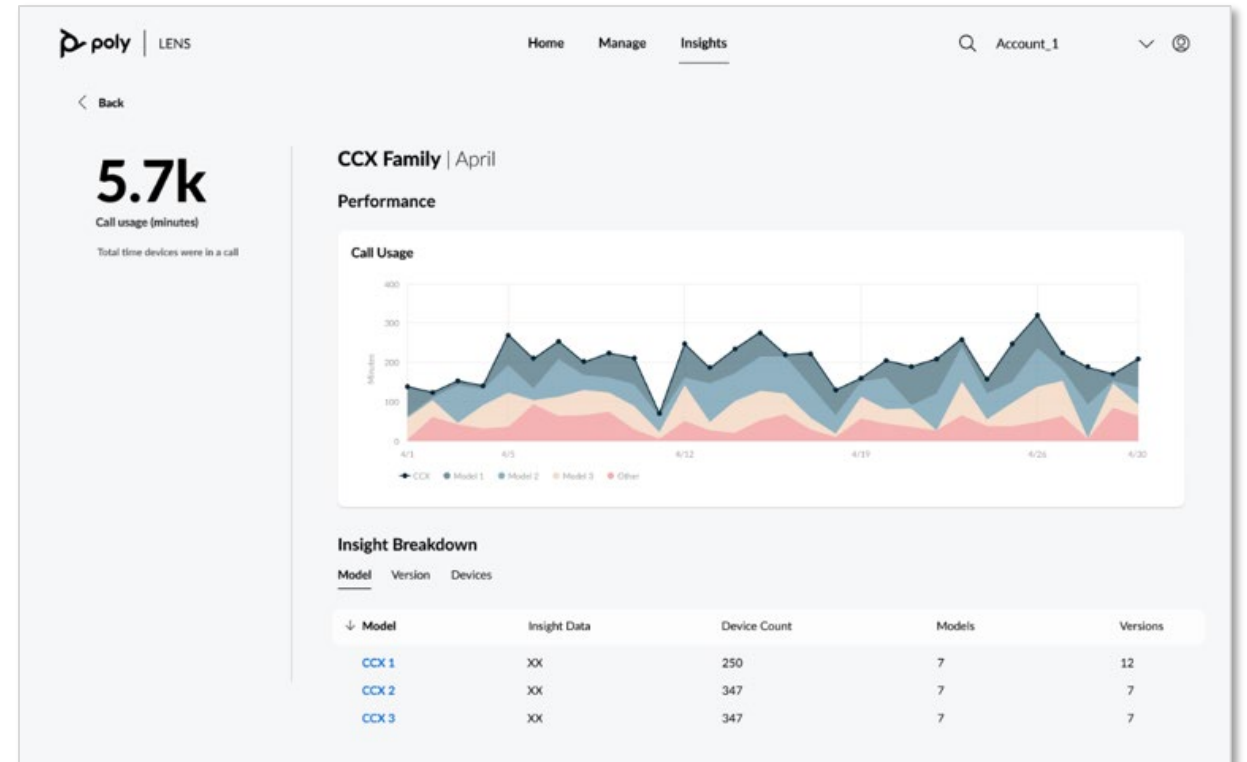 poly | LENS Home Manage Insights Account_1
Back
5.7k
Call usage (minutes)
Total time devices were in a call
CCX Family | April
Performance
Call Usage
400
300
200
100
0
Minutes
4/1 4/5 4/12 4/19 4/26 4/30
CCX Model 1 Model 2 Model 3 Other
Insight Breakdown
Model Version Devices
↓ Model Insight Data Device Count Models Versions
CCX 1 XX 250 7 12
CCX 2 XX 347 7 7
CCX 3 XX 347 7 7